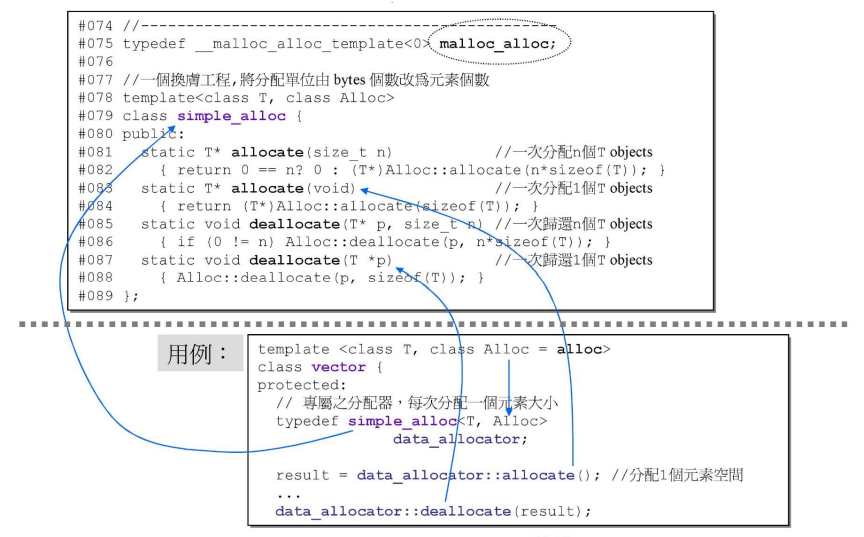 #074 //----------------------------------------------
#075 typedef __malloc_alloc_template<0> malloc_alloc;
#076
#077 //一個換膚工程,將分配單位由 bytes 個數改爲元素個數
#078 template<class T, class Alloc>
#079 class simple_alloc {
#080 public:
#081   static T* allocate(size_t n)           //一次分配n個T objects
#082     { return 0 == n? 0 : (T*)Alloc::allocate(n*sizeof(T)); }
#083   static T* allocate(void)               //一次分配1個T objects
#084     { return (T*)Alloc::allocate(sizeof(T)); }
#085   static void deallocate(T* p, size_t n) //一次歸還n個T objects
#086     { if (0 != n) Alloc::deallocate(p, n*sizeof(T)); }
#087   static void deallocate(T *p)           //一次歸還1個T objects
#088     { Alloc::deallocate(p, sizeof(T)); }
#089 };
用例：
template <class T, class Alloc = alloc>
class vector {
protected:
  // 專屬之分配器，每次分配一個元素大小
  typedef simple_alloc<T, Alloc>
              data_allocator;
  result = data_allocator::allocate(); //分配1個元素空間
  ...
  data_allocator::deallocate(result);